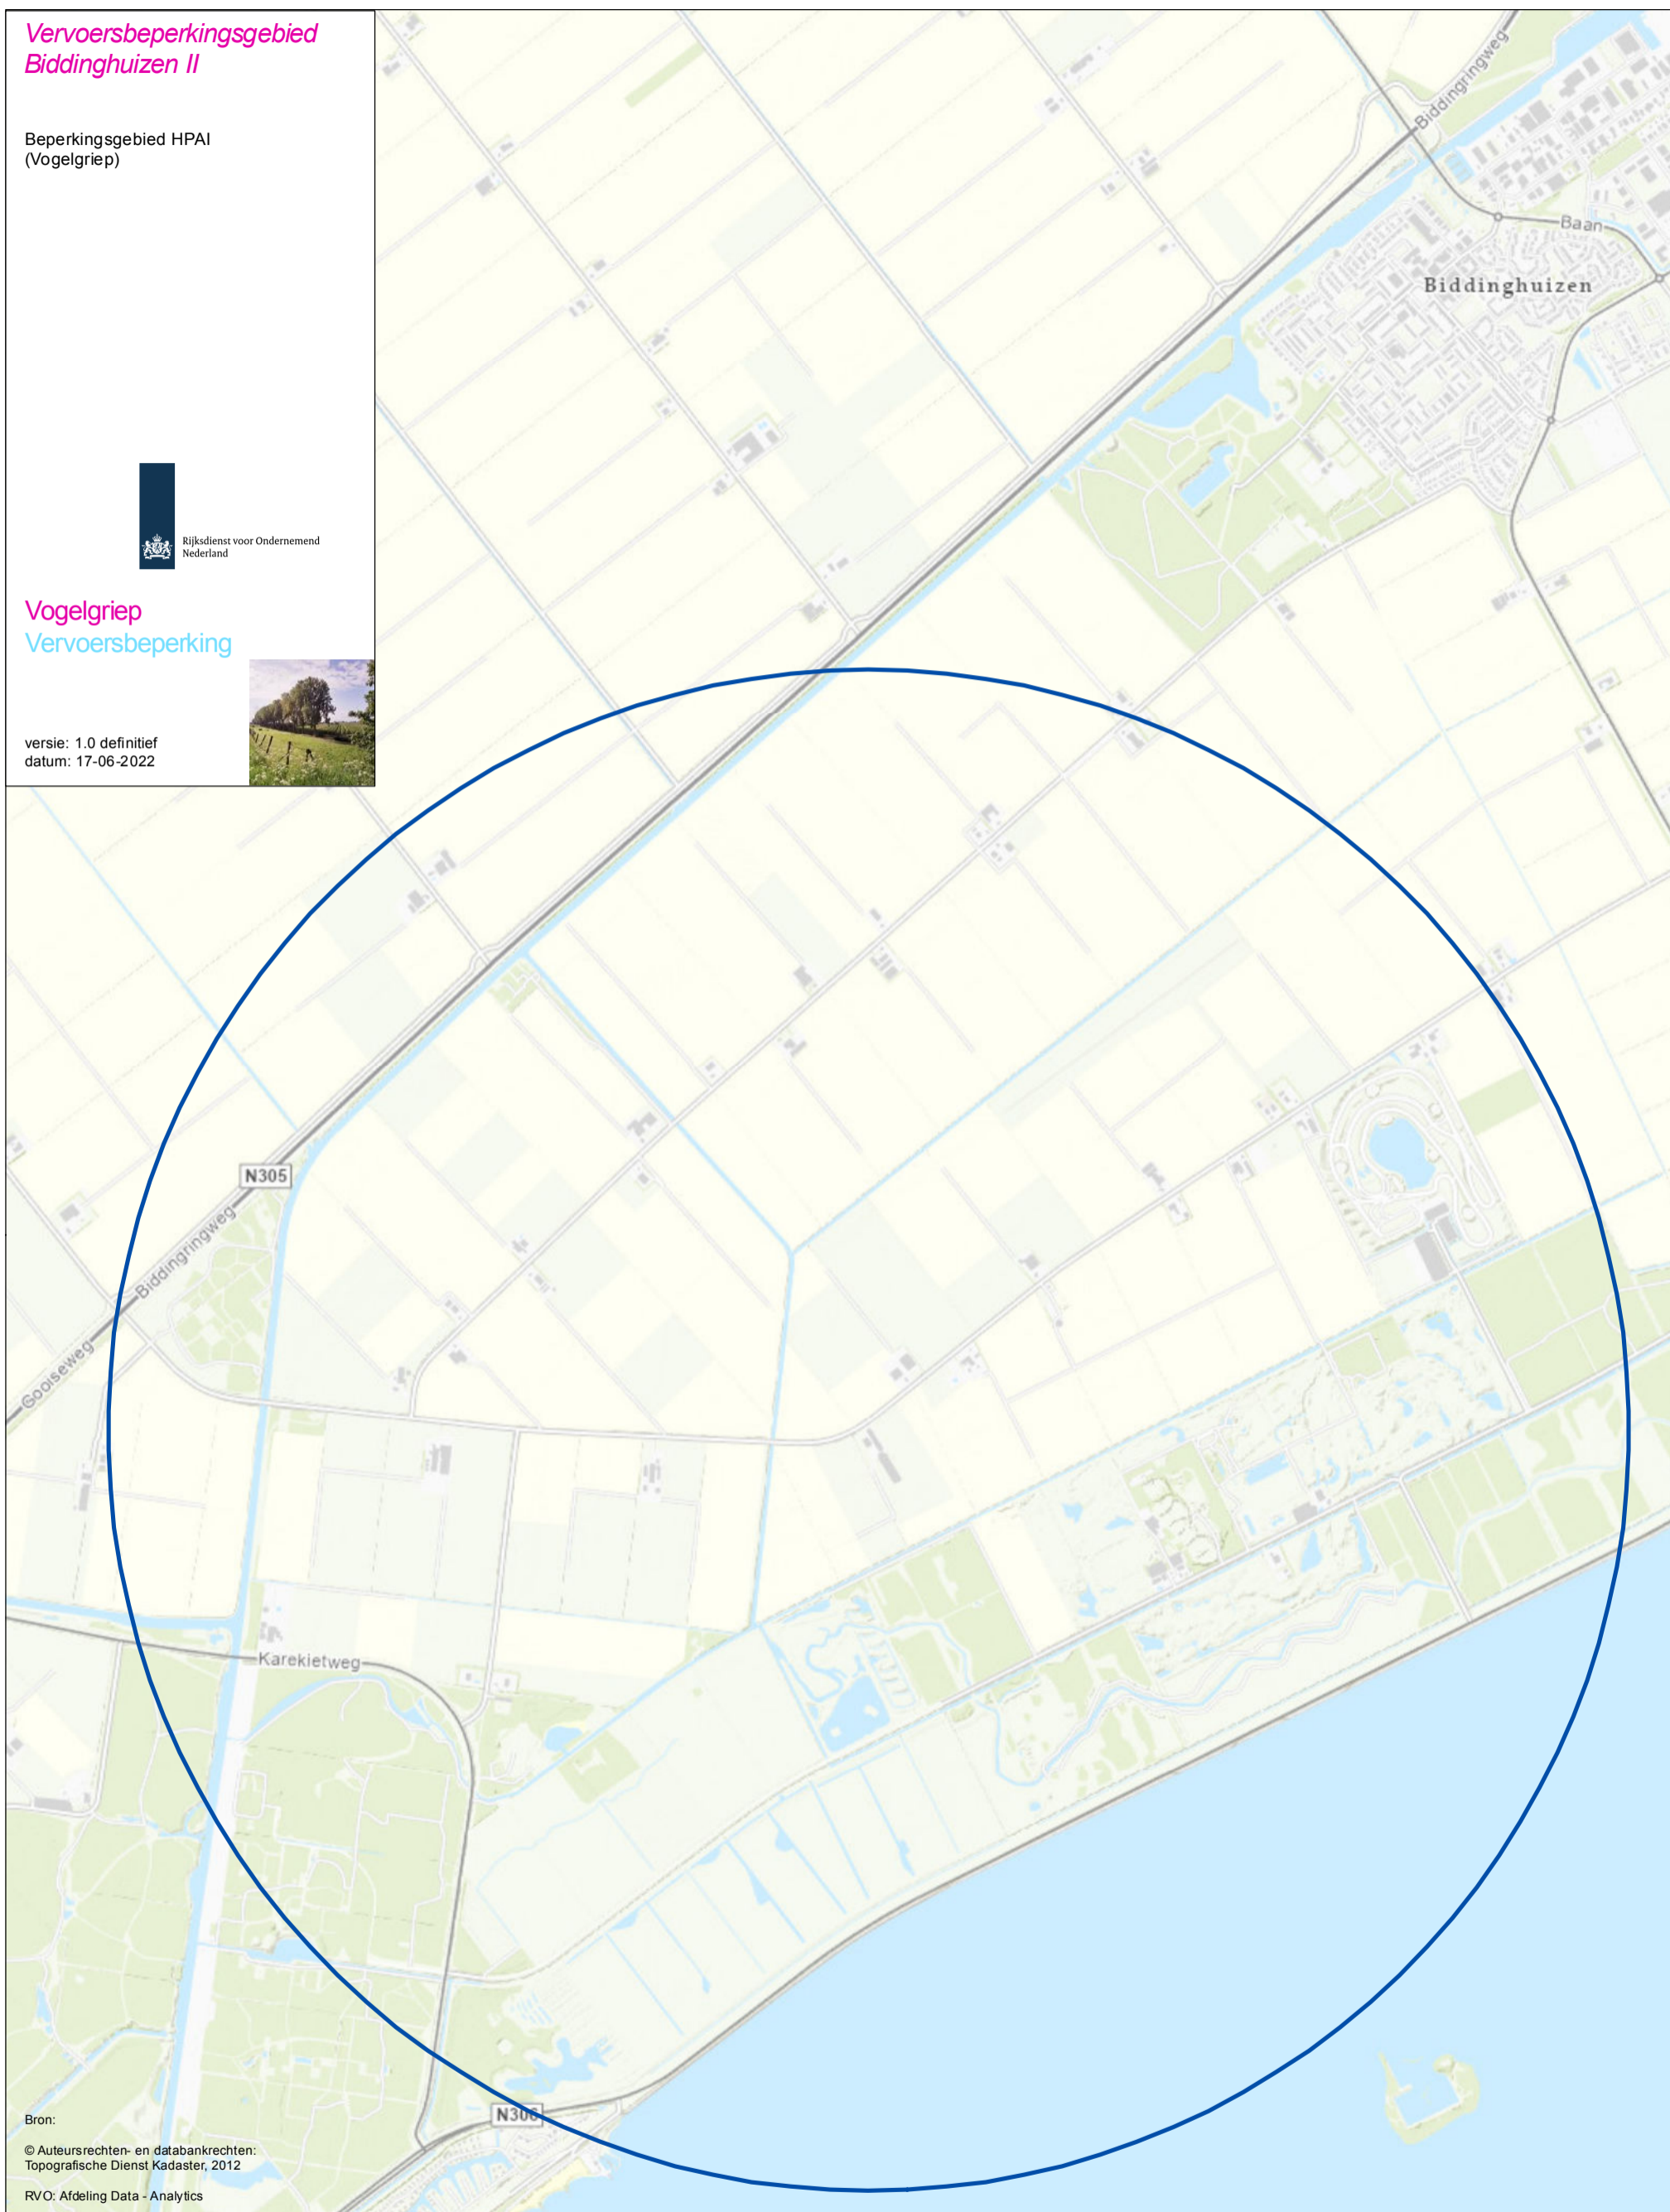 Vervoersbeperkingsgebied
Biddinghuizen II
Beperkingsgebied HPAI
(Vogelgriep)
Rijksdienst voor Ondernemend
Nederland
Vogelgriep
Vervoersbeperking
versie: 1.0 definitief
datum: 17-06-2022
Biddingringweg
Baan
Biddinghuizen
N305
Biddingringweg
Gooiseweg
Karekietweg
N306
Bron:
© Auteursrechten- en databankrechten:
Topografische Dienst Kadaster, 2012
RVO: Afdeling Data - Analytics